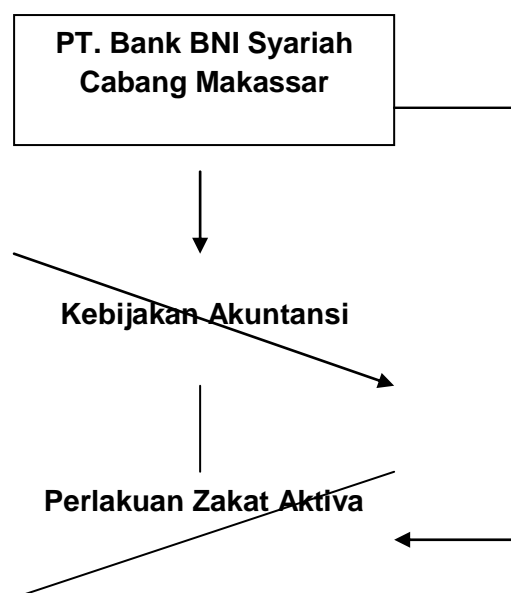 PT. Bank BNI Syariah
Cabang Makassar
Kebijakan Akuntansi
Perlakuan Zakat Aktiva